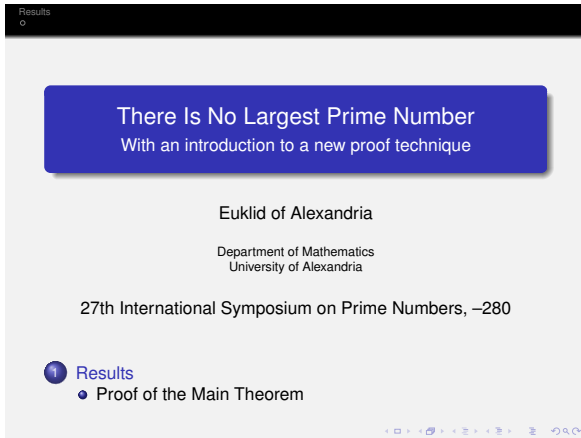 Results
There Is No Largest Prime Number
With an introduction to a new proof technique
Euklid of Alexandria
Department of Mathematics
University of Alexandria
27th International Symposium on Prime Numbers, –280
1 Results
Proof of the Main Theorem